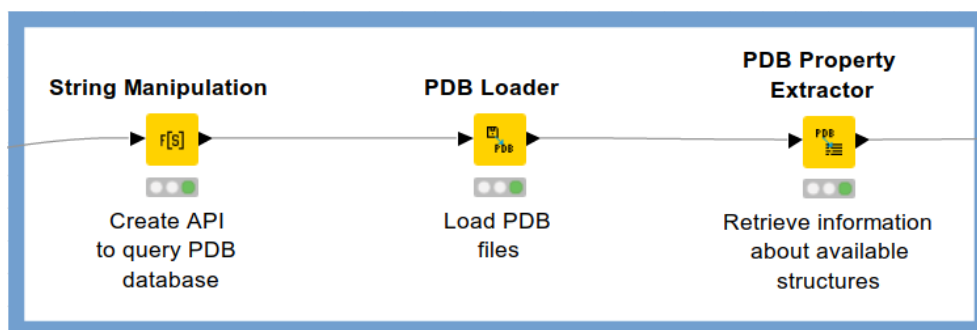 String Manipulation
F[S]
Create API
to query PDB
database
PDB Loader
PDB
Load PDB
files
PDB Property
Extractor
PDB
Retrieve information
about available
structures